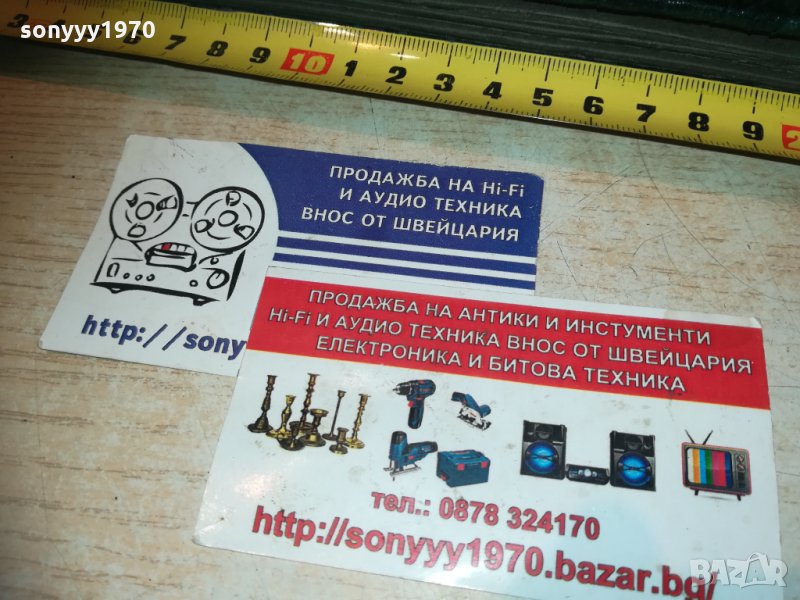 sonyyy1970
7 8 9 10 1 2 3 4 5 6 7 8 9
ПРОДАЖБА НА Hi-Fi
И АУДИО ТЕХНИКА
ВНОС ОТ ШВЕЙЦАРИЯ
http://sony
ПРОДАЖБА НА АНТИКИ И ИНСТУМЕНТИ
Hi-Fi И АУДИО ТЕХНИКА ВНОС ОТ ШВЕЙЦАРИЯ
ЕЛЕКТРОНИКА И БИТОВА ТЕХНИКА
тел.: 0878 324170
http://sonyyy1970.bazar.bg/
BAZAR.bg